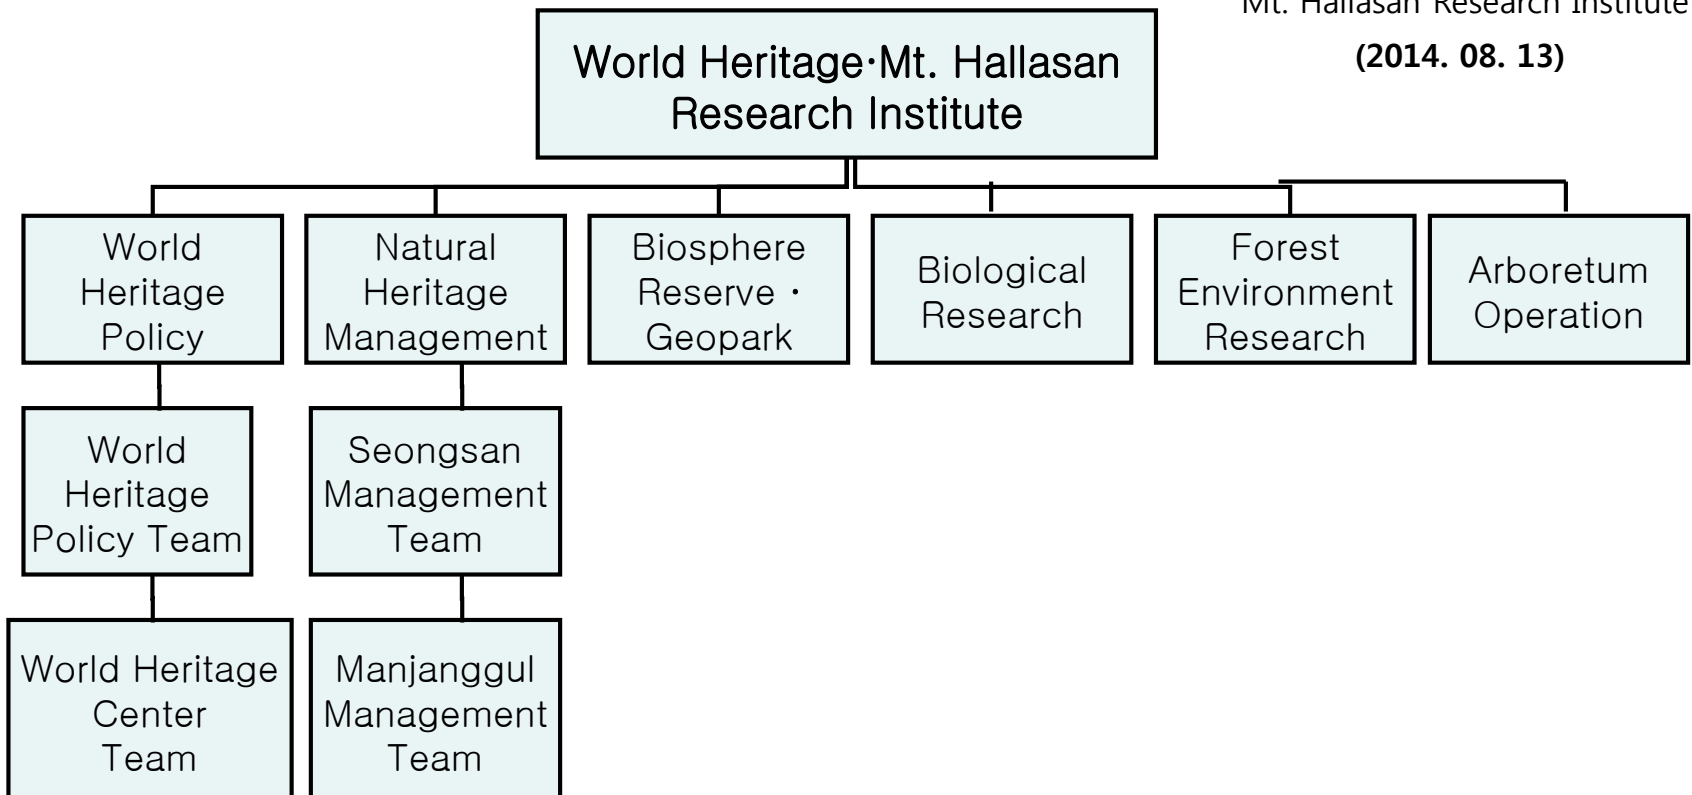 Mt. Hallasan Research Institute
(2014. 08. 13)
World Heritage·Mt. Hallasan
Research Institute
World
Heritage
Policy
Natural
Heritage
Management
Biosphere
Reserve ·
Geopark
Biological
Research
Forest
Environment
Research
Arboretum
Operation
World
Heritage
Policy Team
Seongsan
Management
Team
World Heritage
Center
Team
Manjanggul
Management
Team